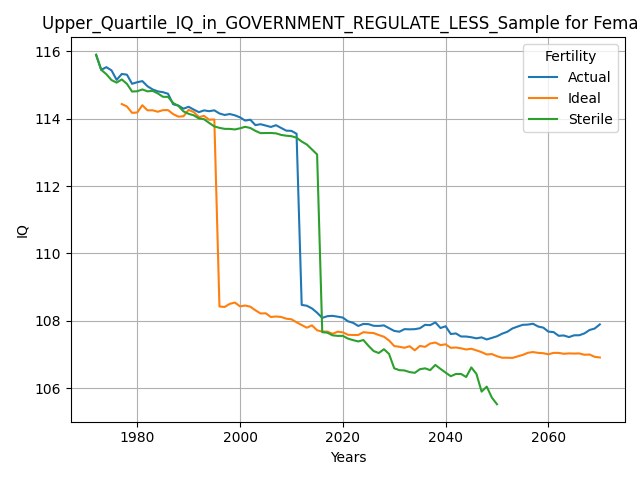 Upper_Quartile_IQ_in_GOVERNMENT_REGULATE_LESS_Sample for Fema
116
114
112
110
108
106
IQ
Fertility
Actual
Ideal
Sterile
1980
2000
2020
2040
2060
Years